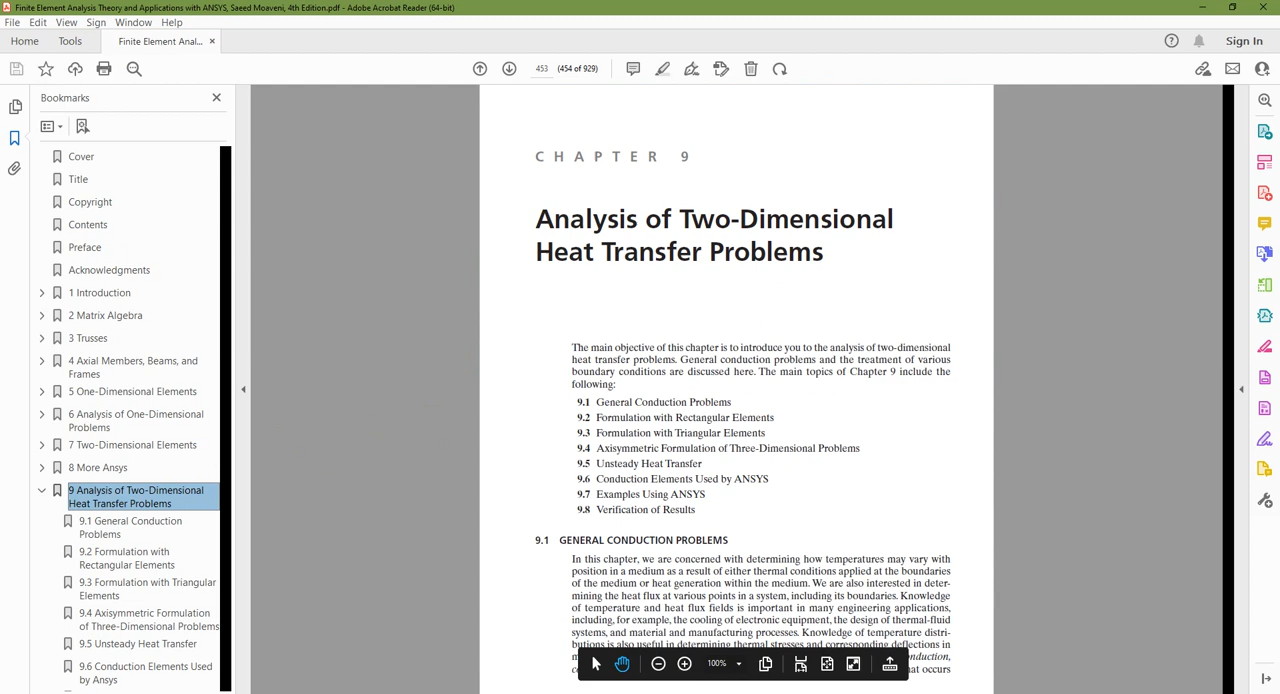 Finite Element Analysis Theory and Applications with ANSYS, Saeed Moaveni, 4th Edition.pdf - Adobe Acrobat Reader (64-bit)
File Edit View Sign Window Help
Home Tools Finite Element Anal... × Sign In
453 (454 of 929)
Bookmarks
Cover
Title
Copyright
Contents
Preface
Acknowledgments
1 Introduction
2 Matrix Algebra
3 Trusses
4 Axial Members, Beams, and
Frames
5 One-Dimensional Elements
6 Analysis of One-Dimensional
Problems
7 Two-Dimensional Elements
8 More Ansys
9 Analysis of Two-Dimensional
Heat Transfer Problems
9.1 General Conduction
Problems
9.2 Formulation with
Rectangular Elements
9.3 Formulation with Triangular
Elements
9.4 Axisymmetric Formulation
of Three-Dimensional Problems
9.5 Unsteady Heat Transfer
9.6 Conduction Elements Used
by Ansys
CHAPTER 9
Analysis of Two-Dimensional
Heat Transfer Problems
The main objective of this chapter is to introduce you to the analysis of two-dimensional
heat transfer problems. General conduction problems and the treatment of various
boundary conditions are discussed here. The main topics of Chapter 9 include the
following:
9.1 General Conduction Problems
9.2 Formulation with Rectangular Elements
9.3 Formulation with Triangular Elements
9.4 Axisymmetric Formulation of Three-Dimensional Problems
9.5 Unsteady Heat Transfer
9.6 Conduction Elements Used by ANSYS
9.7 Examples Using ANSYS
9.8 Verification of Results
9.1 GENERAL CONDUCTION PROBLEMS
In this chapter, we are concerned with determining how temperatures may vary with
position in a medium as a result of either thermal conditions applied at the boundaries
of the medium or heat generation within the medium. We are also interested in deter-
mining the heat flux at various points in a system, including its boundaries. Knowledge
of temperature and heat flux fields is important in many engineering applications,
including, for example, the cooling of electronic equipment, the design of thermal-fluid
systems, and material and manufacturing processes. Knowledge of temperature distri-
butions is also useful in determining thermal stresses and corresponding deflections in
onduction,
hat occurs
100%